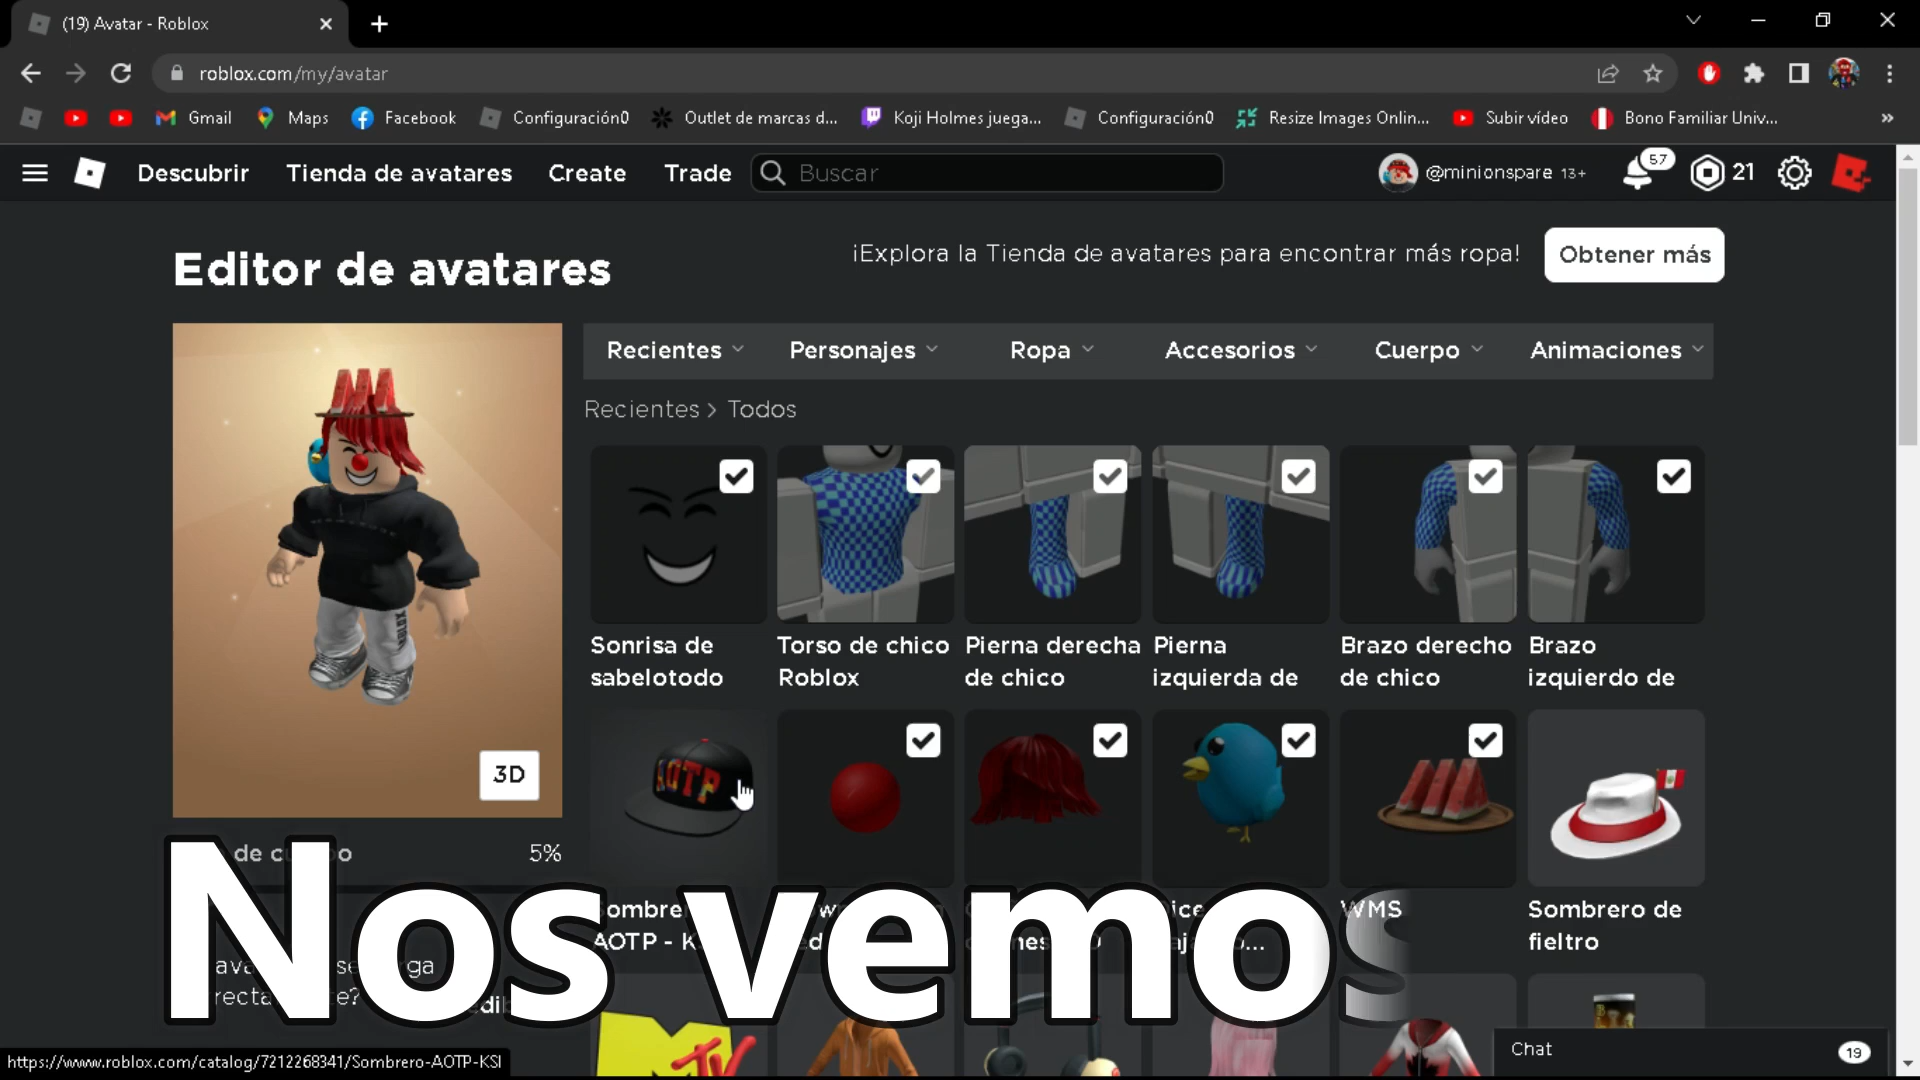 (19) Avatar - Roblox
roblox.com/my/avatar
Gmail Maps Facebook Configuración0 Outlet de marcas d... Koji Holmes juega... Configuración0 Resize Images Onlin... Subir vídeo Bono Familiar Univ...
Descubrir Tienda de avatares Create Trade Buscar @minionspare 13+ 57 21
Editor de avatares
¡Explora la Tienda de avatares para encontrar más ropa! Obtener más
Recientes Personajes Ropa Accesorios Cuerpo Animaciones
Recientes > Todos
Sonrisa de sabelotodo
Torso de chico Roblox
Pierna derecha de chico
Pierna izquierda de
Brazo derecho de chico
Brazo izquierdo de
AOTP
3D
de 5%
AOTP - K
WMS
Sombrero de fieltro
Nos vemos
https://www.roblox.com/catalog/7212268341/Sombrero-AOTP-KSI
Chat 19